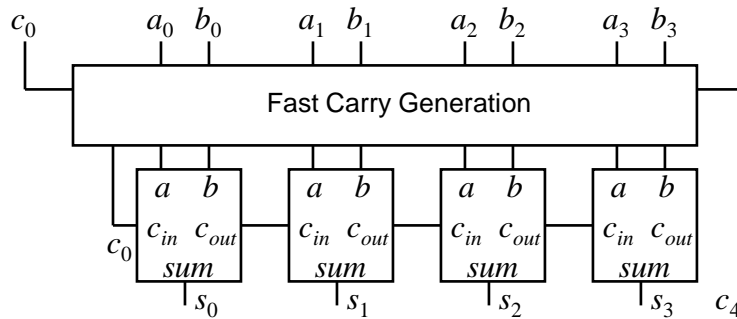 c0 a0 b0 a1 b1 a2 b2 a3 b3
Fast Carry Generation
a b a b a b a b
c0 cin cout cin cout cin cout cin cout
sum sum sum sum
s0 s1 s2 s3 c4